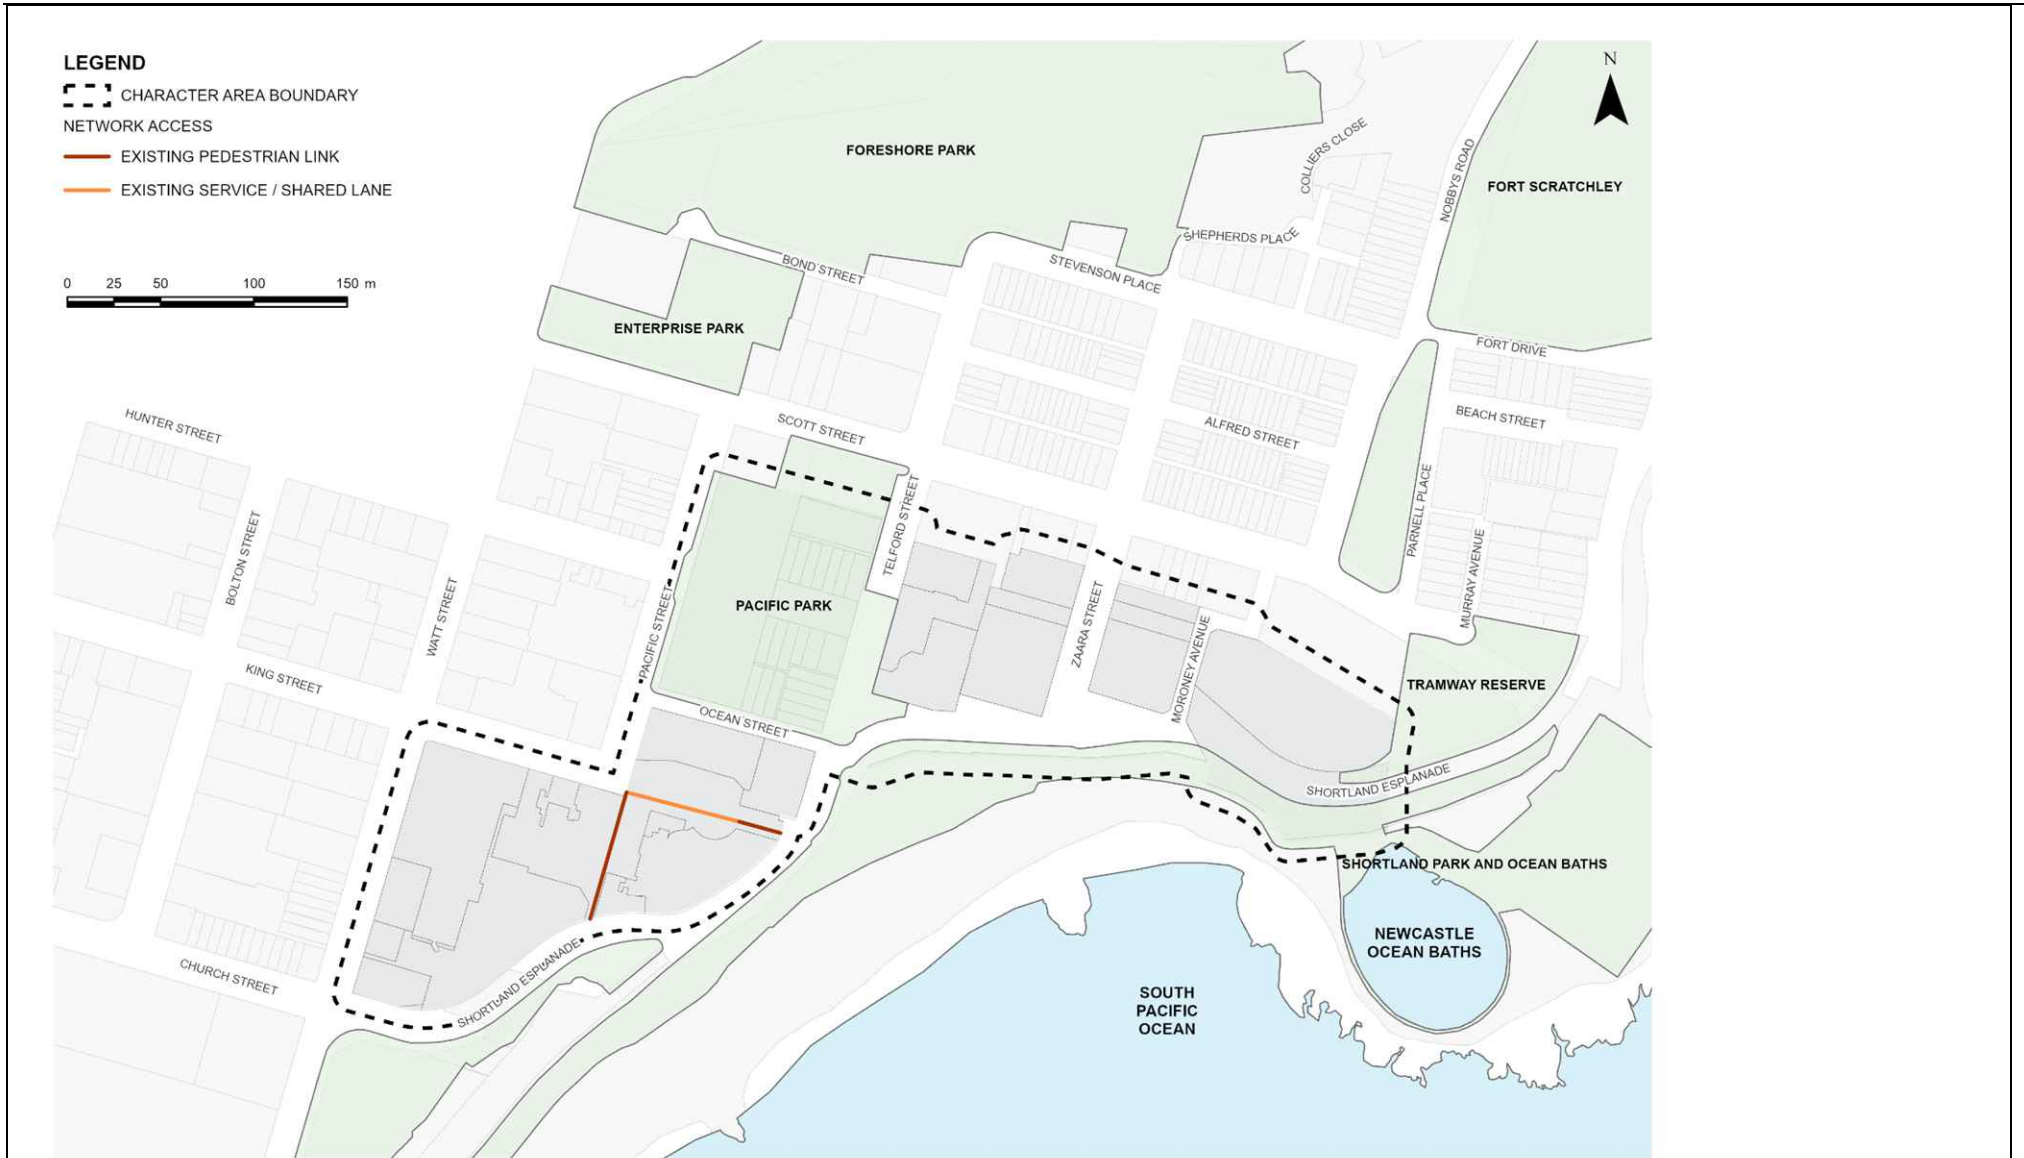 LEGEND
CHARACTER AREA BOUNDARY
NETWORK ACCESS
EXISTING PEDESTRIAN LINK
EXISTING SERVICE / SHARED LANE
0 25 50 100 150 m
N
FORESHORE PARK
COLLIERS CLOSE
NOBBYS ROAD
FORT SCRATCHLEY
SHEPHERDS PLACE
BOND STREET
STEVENSON PLACE
ENTERPRISE PARK
FORT DRIVE
HUNTER STREET
SCOTT STREET
ALFRED STREET
BEACH STREET
BOLTON STREET
TELFORD STREET
PARNELL PLACE
WATT STREET
PACIFIC STREET
PACIFIC PARK
ZAARA STREET
MORONEY AVENUE
MURRAY AVENUE
KING STREET
OCEAN STREET
TRAMWAY RESERVE
SHORTLAND ESPLANADE
SHORTLAND PARK AND OCEAN BATHS
NEWCASTLE
OCEAN BATHS
CHURCH STREET
SHORTLAND ESPLANADE
SOUTH
PACIFIC
OCEAN